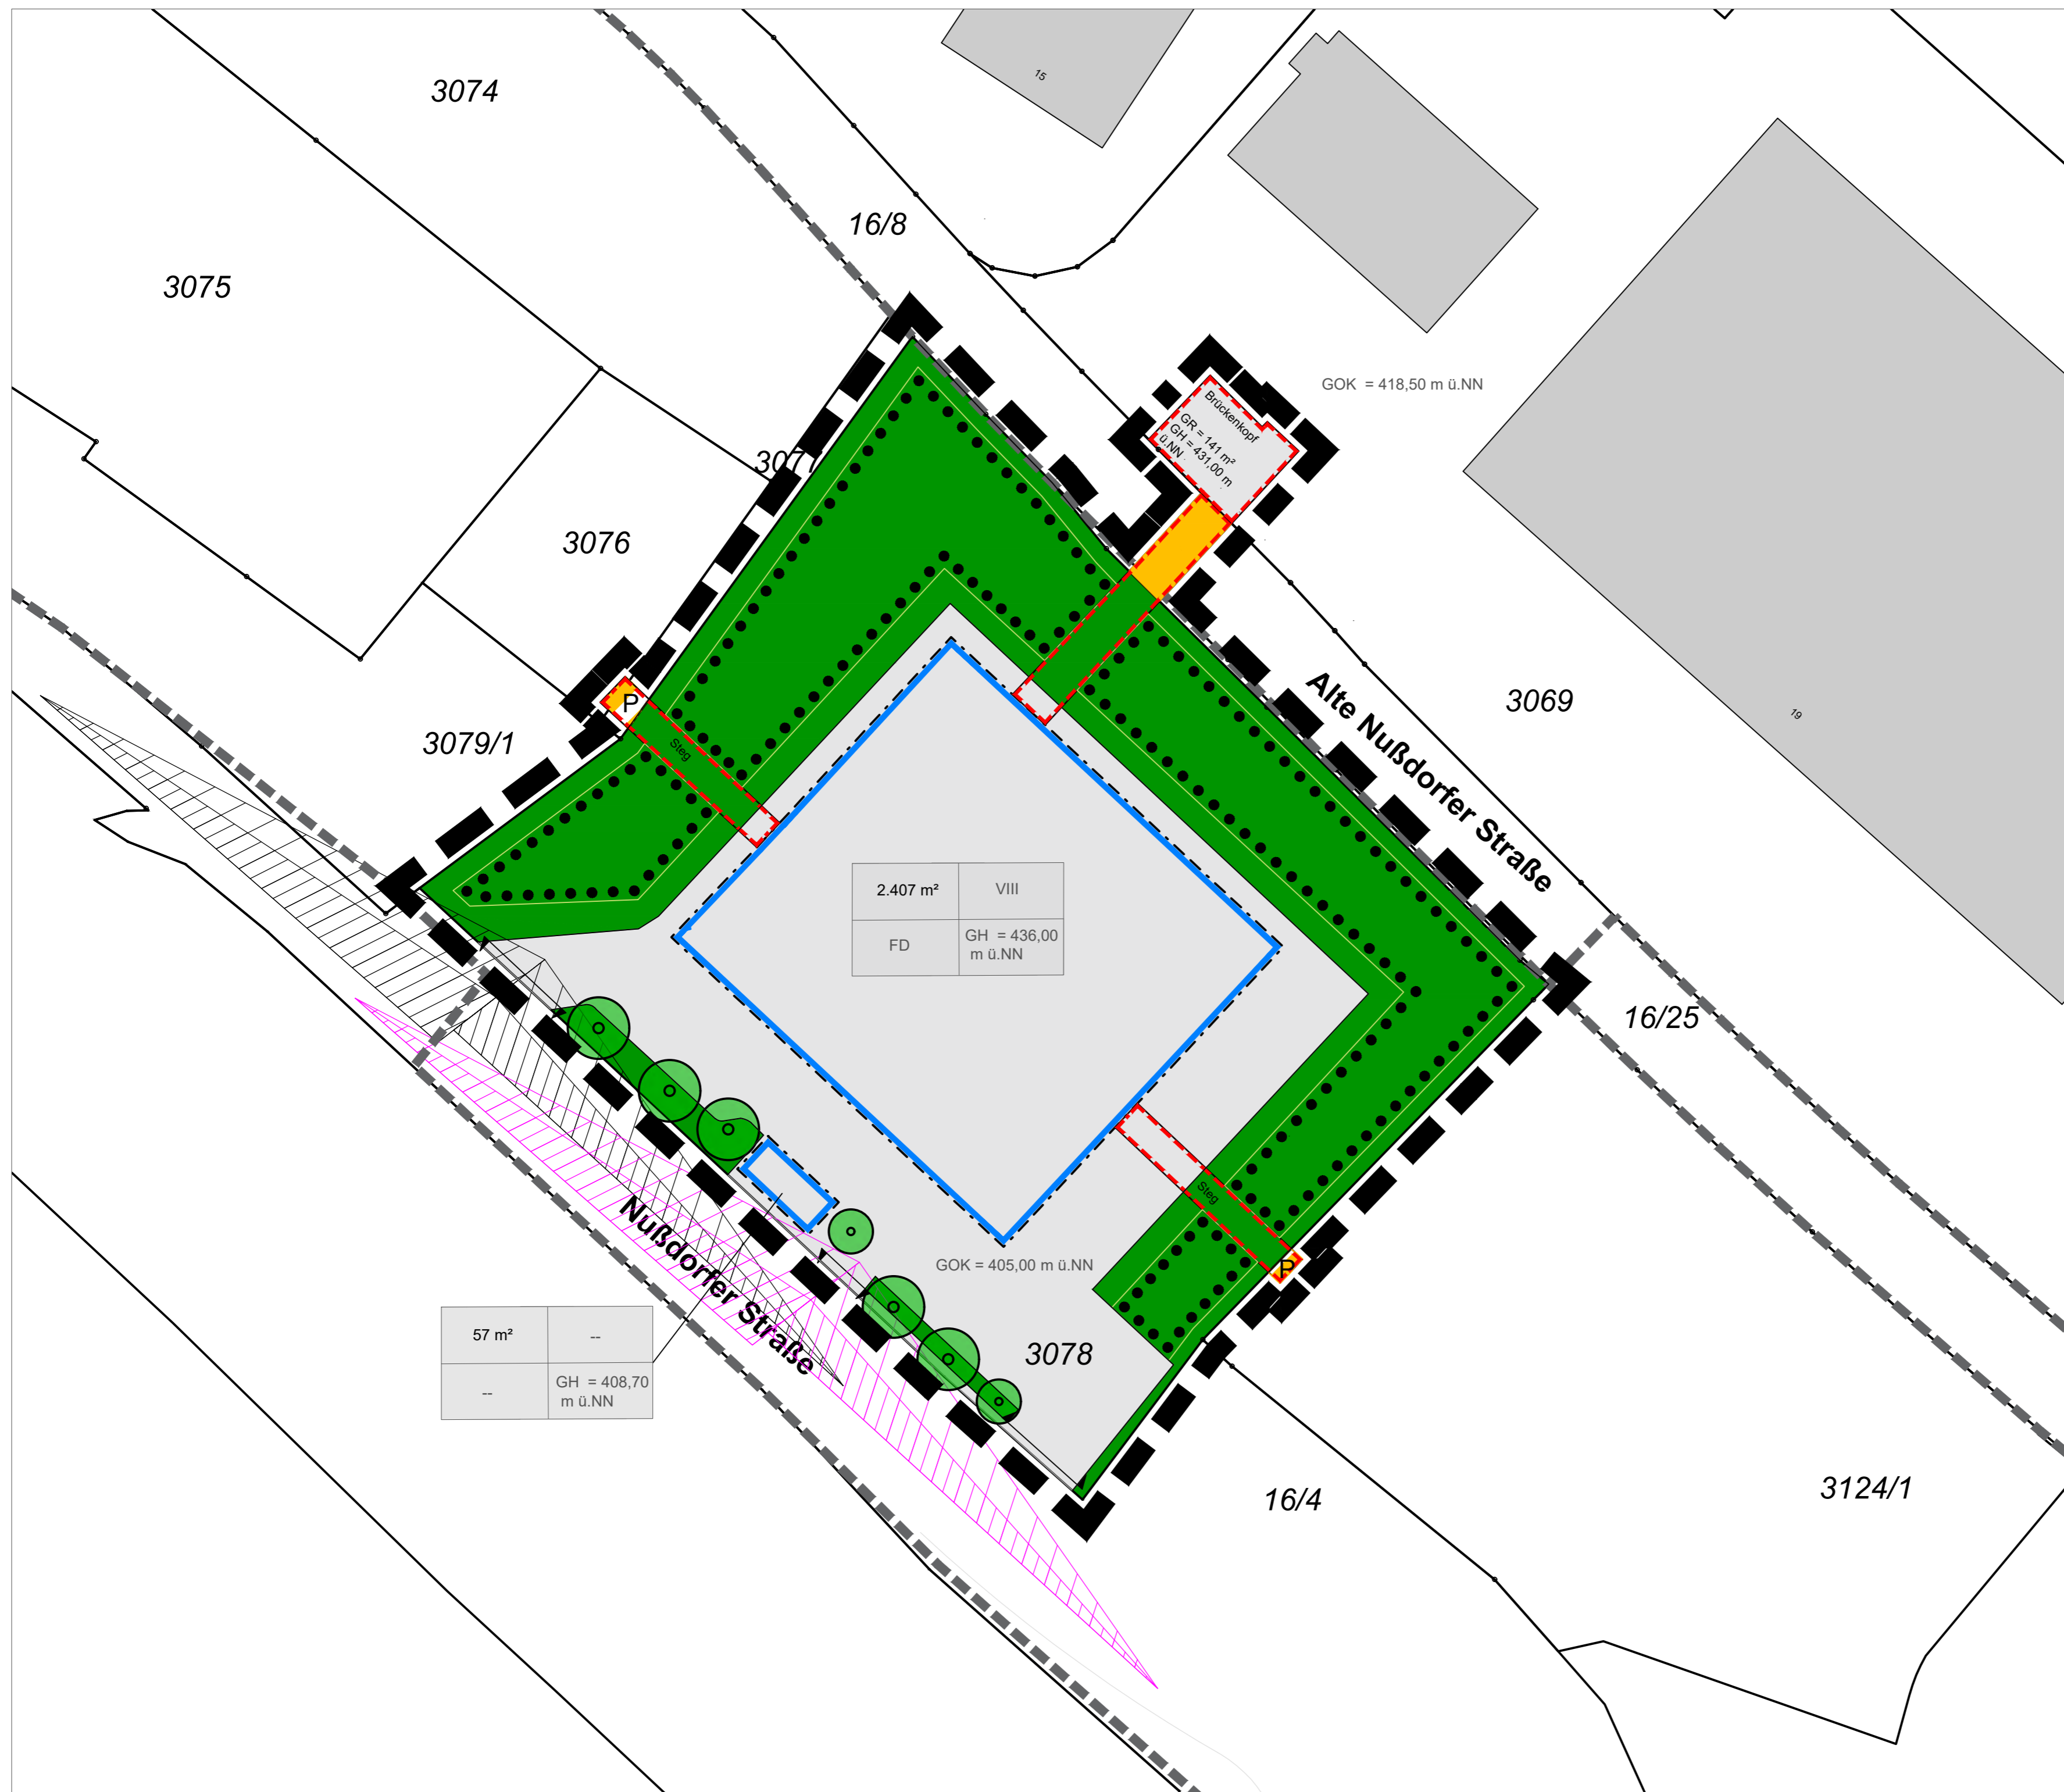 15
3074
16/8
3075
GOK = 418,50 m ü.NN
Brückenkopf
GR = 141 m²
GH = 431,00 m
ü.NN
3077
3076
P
3079/1
Steg
Alte Nußdorfer Straße
3069
19
2.407 m²
VIII
FD
GH = 436,00
m ü.NN
16/25
Steg
Nußdorfer Straße
GOK = 405,00 m ü.NN
P
57 m²
--
--
GH = 408,70
m ü.NN
3078
16/4
3124/1